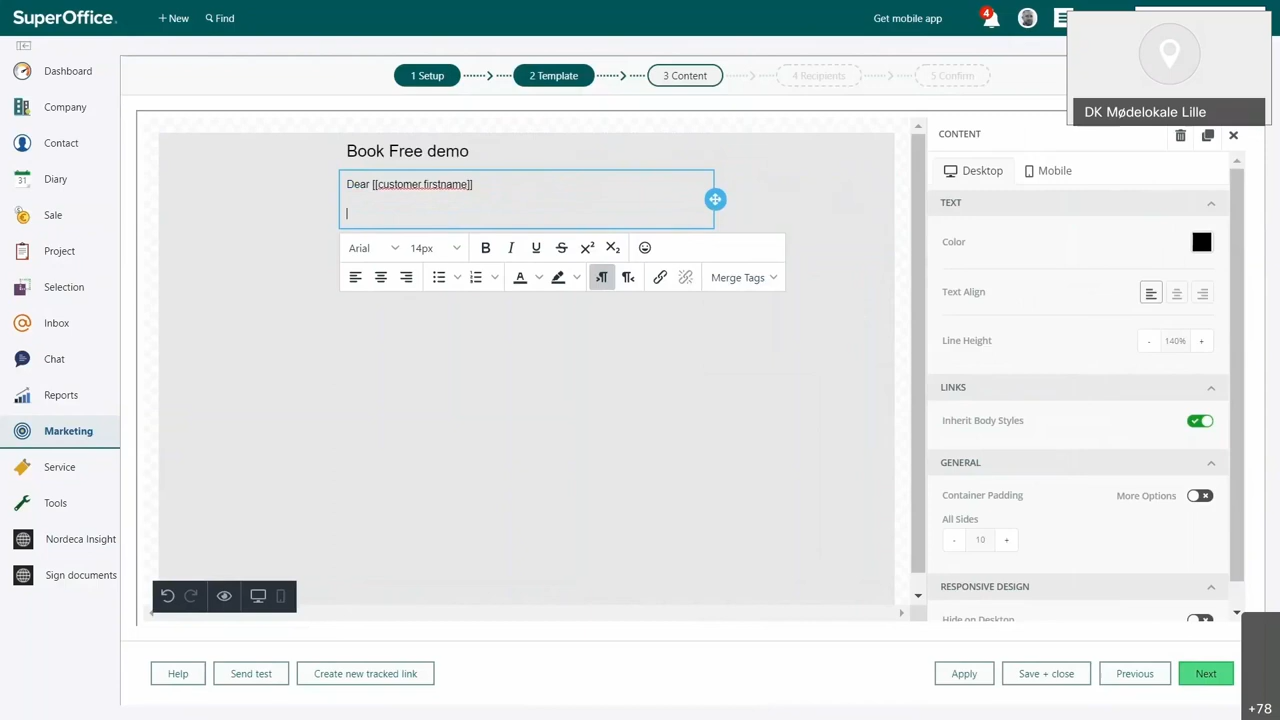 SuperOffice.
+ New
Find
Get mobile app
4
DK Mødelokale Lille
Dashboard
Company
Contact
31
Diary
Sale
Project
Selection
Inbox
Chat
Reports
Marketing
Service
Tools
Nordeca Insight
Sign documents
1 Setup
2 Template
3 Content
4 Recipients
5 Confirm
Book Free demo
Dear [[customer.firstname]]
Arial
14px
B I U S X² X₂
A
Merge Tags
CONTENT
Desktop
Mobile
TEXT
Color
Text Align
Line Height
- 140% +
LINKS
Inherit Body Styles
GENERAL
Container Padding
More Options
All Sides
- 10 +
RESPONSIVE DESIGN
Hide on Desktop
Help
Send test
Create new tracked link
Apply
Save + close
Previous
Next
+78